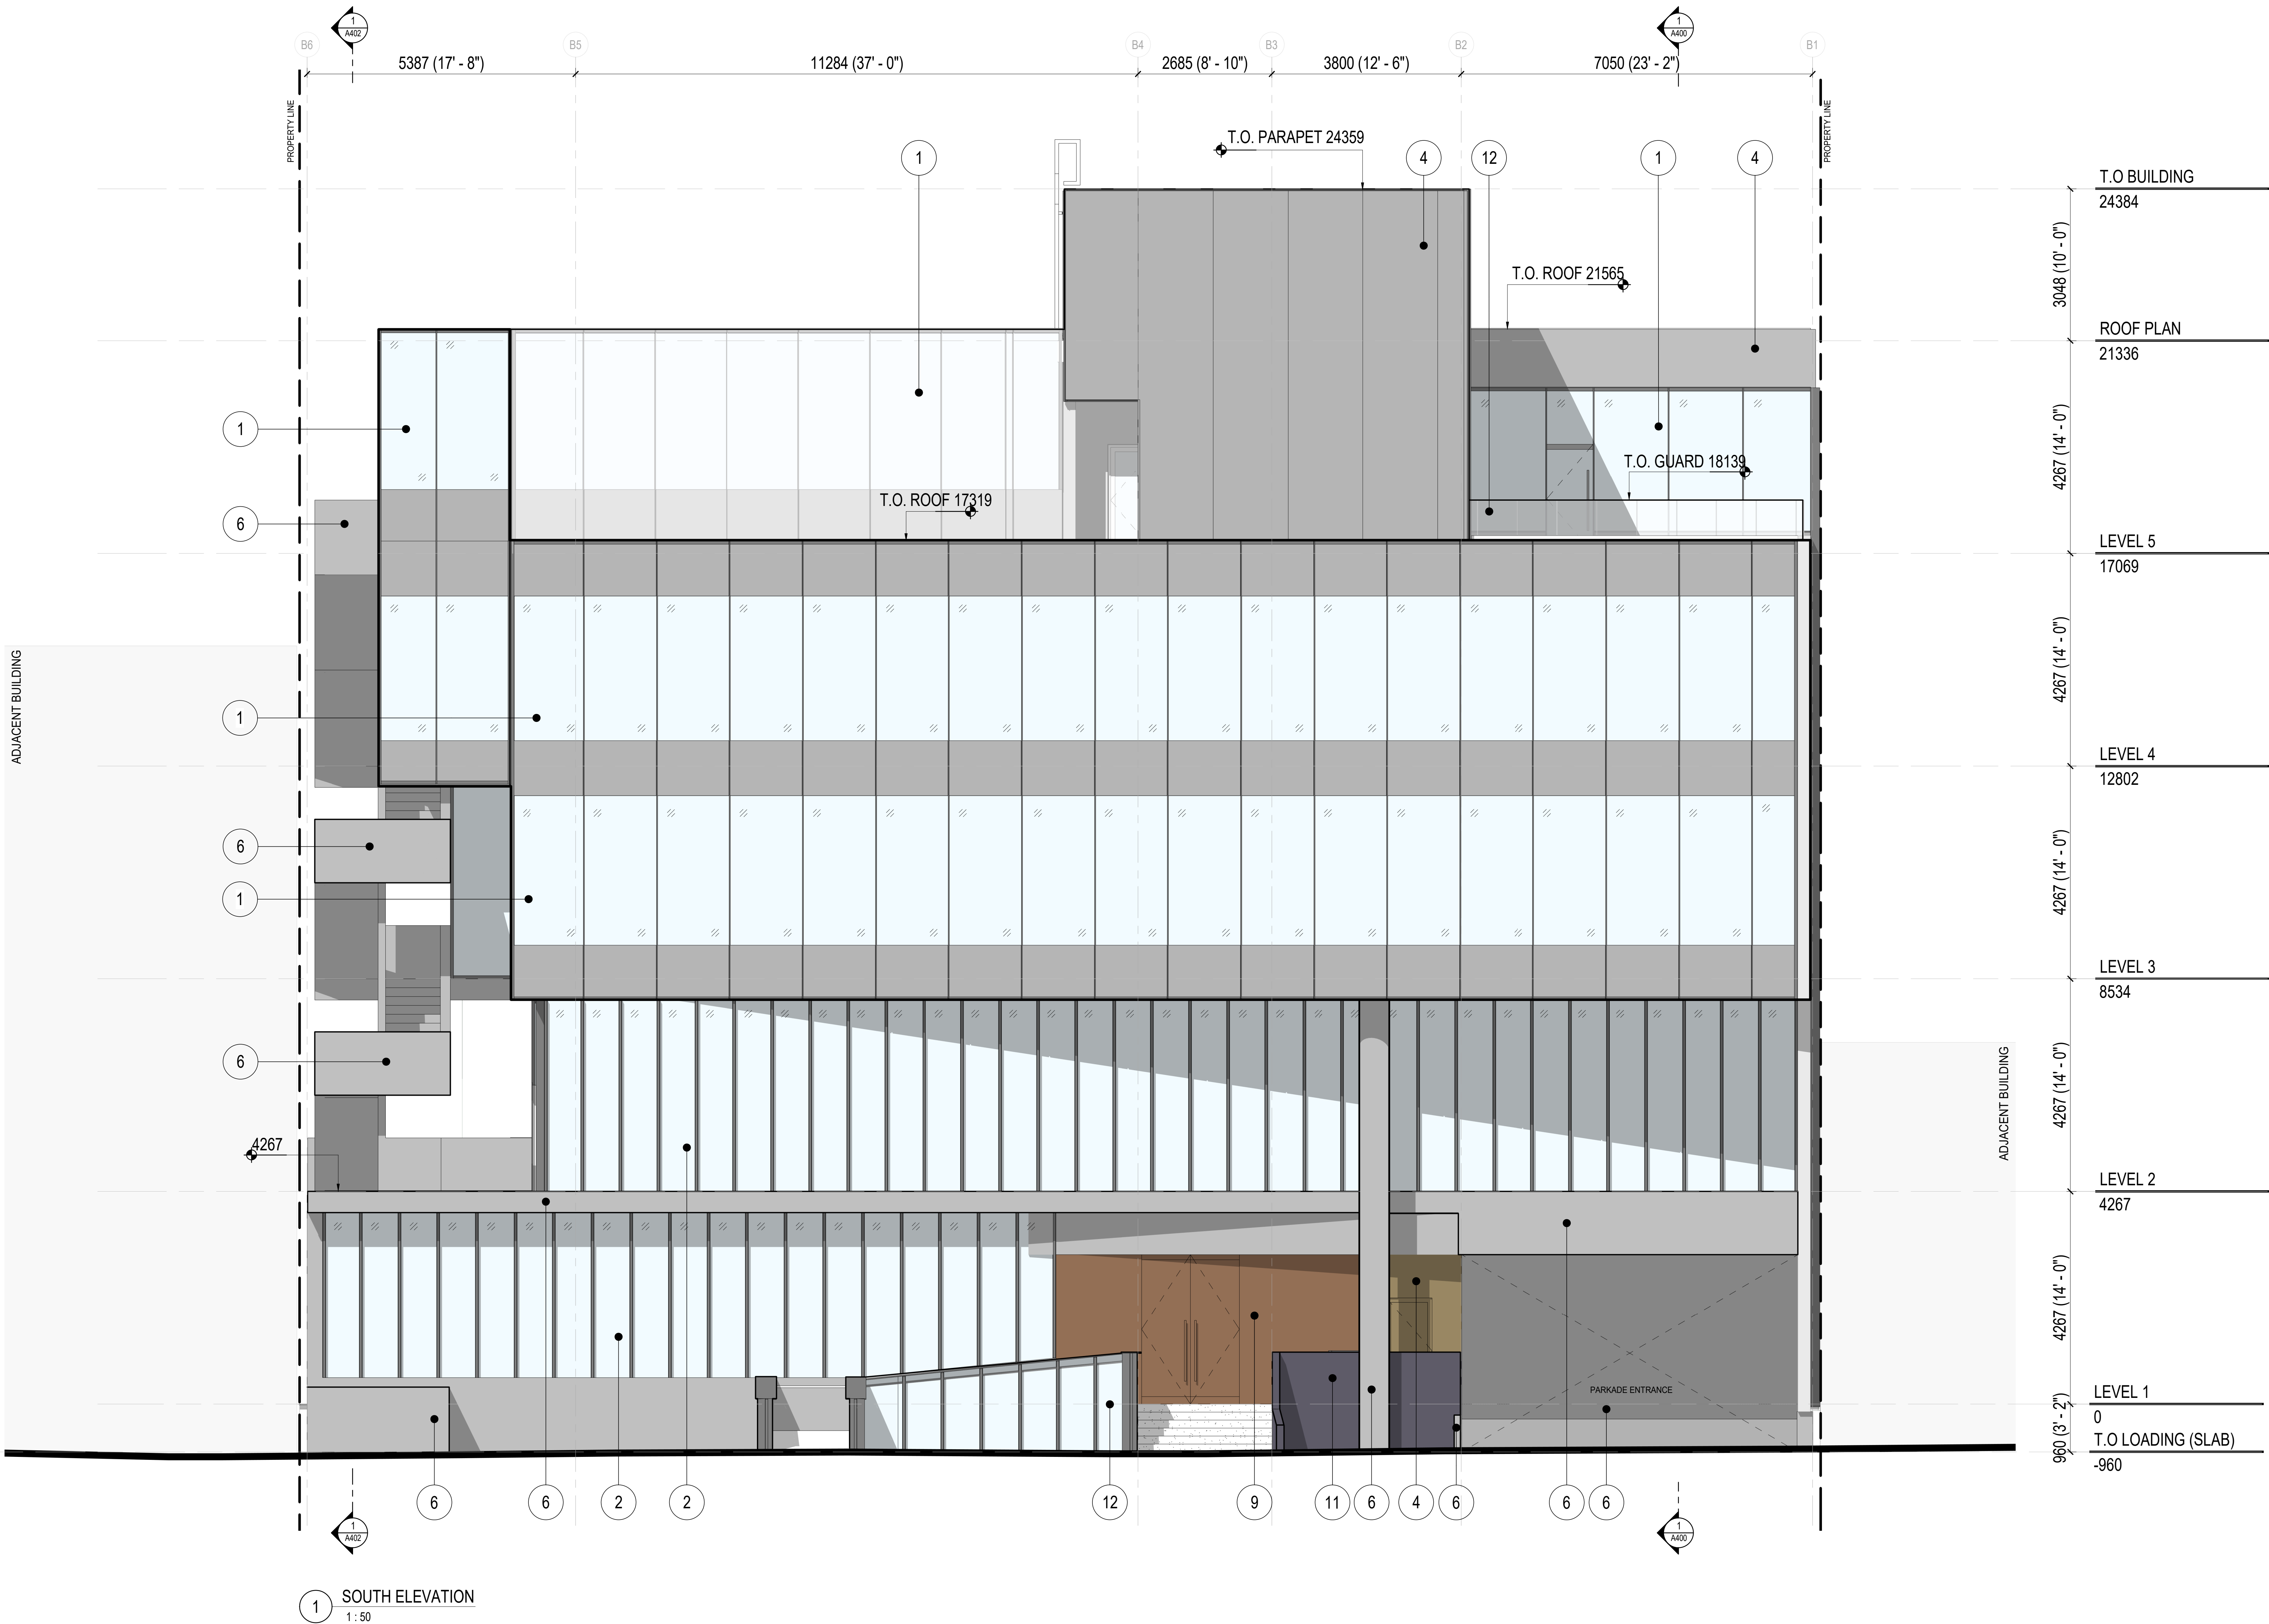 1
A402
1
A400
B6
B5
B4
B3
B2
B1
5387 (17' - 8")
11284 (37' - 0")
2685 (8' - 10")
3800 (12' - 6")
7050 (23' - 2")
PROPERTY LINE
PROPERTY LINE
T.O. PARAPET 24359
1
4
12
1
4
T.O BUILDING
24384
3048 (10' - 0")
T.O. ROOF 21565
ROOF PLAN
21336
1
4267 (14' - 0")
T.O. GUARD 18139
T.O. ROOF 17319
6
LEVEL 5
17069
ADJACENT BUILDING
4267 (14' - 0")
1
LEVEL 4
12802
6
1
4267 (14' - 0")
LEVEL 3
8534
6
4267 (14' - 0")
ADJACENT BUILDING
4267
LEVEL 2
4267
4267 (14' - 0")
PARKADE ENTRANCE
LEVEL 1
0
960 (3' - 2")
T.O LOADING (SLAB)
-960
6
6
2
2
12
9
11
6
4
6
6
6
1
A402
1
A400
1
SOUTH ELEVATION
1 : 50